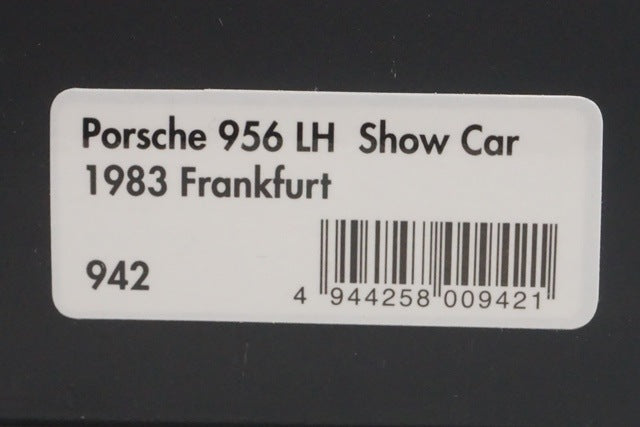 Porsche 956 LH  Show Car
1983 Frankfurt
942
4 944258 009421